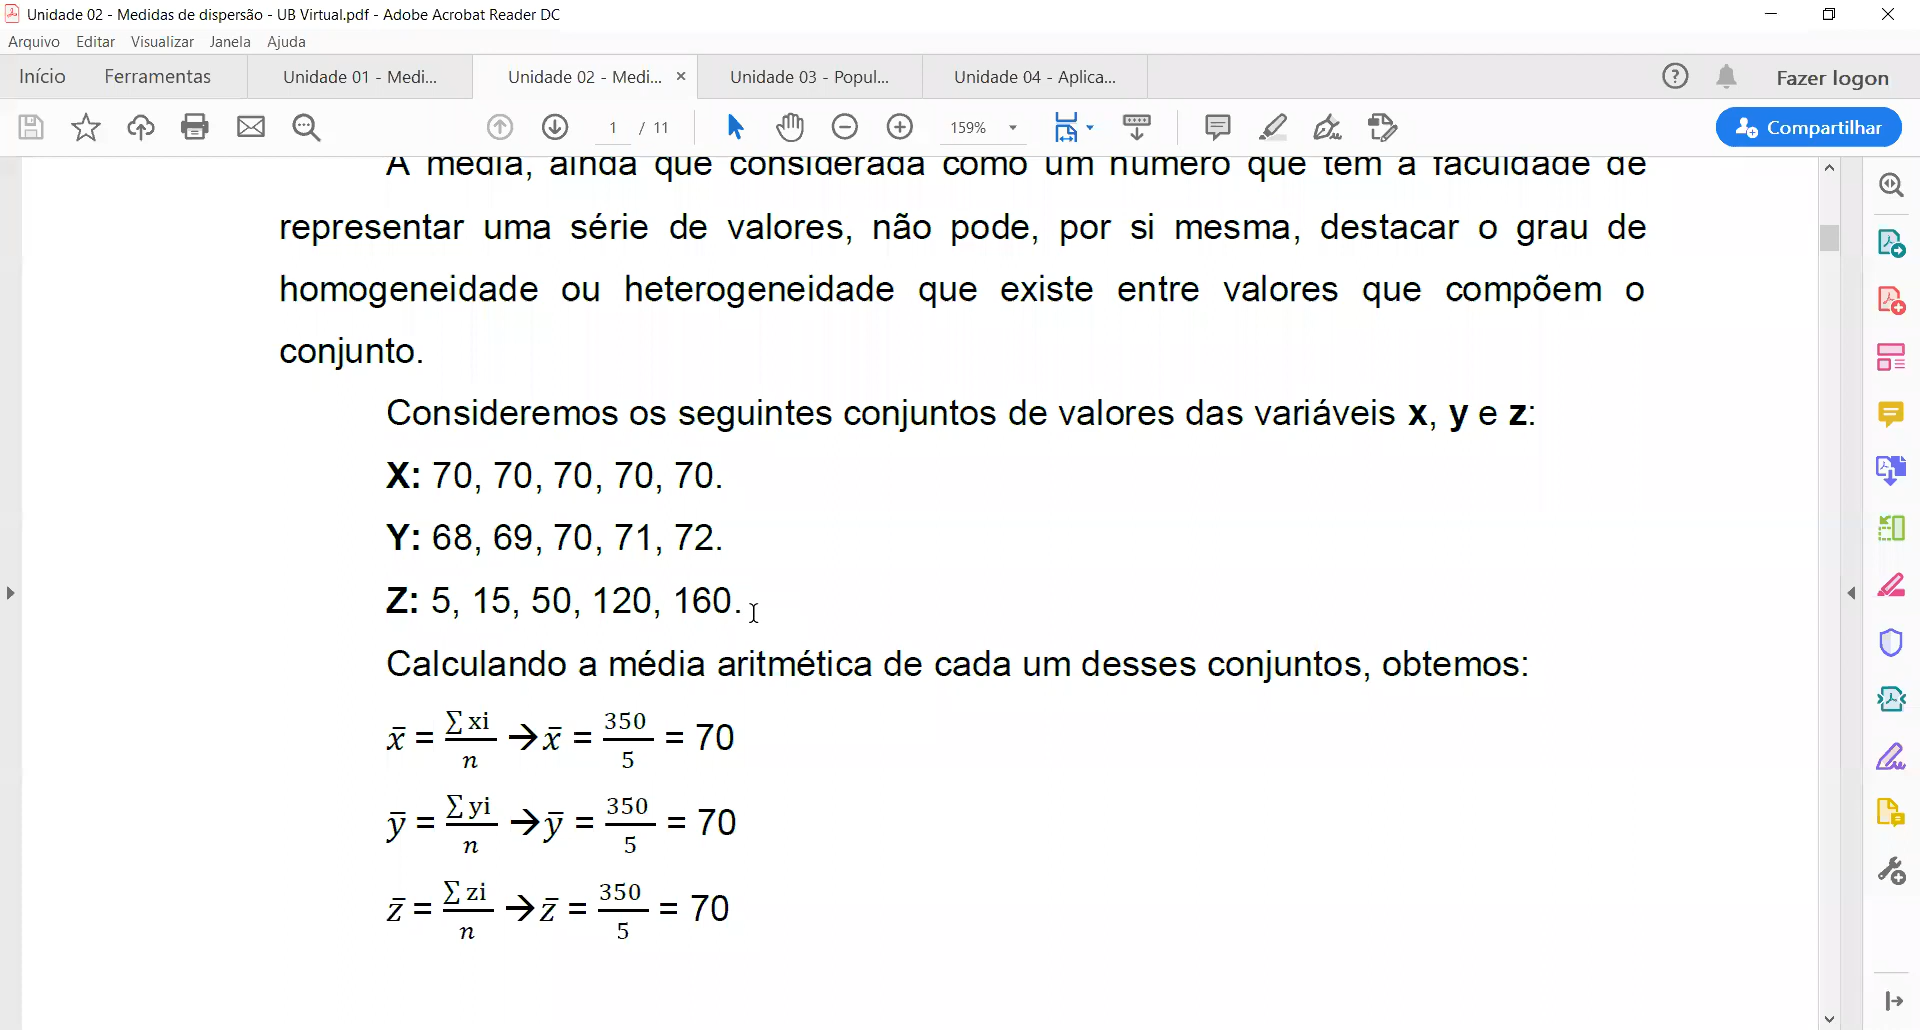 Unidade 02 - Medidas de dispersão - UB Virtual.pdf - Adobe Acrobat Reader DC
Arquivo Editar Visualizar Janela Ajuda
Início Ferramentas Unidade 01 - Medi... Unidade 02 - Medi... × Unidade 03 - Popul... Unidade 04 - Aplica... ? Fazer logon
1 / 11 159% Compartilhar
A média, ainda que considerada como um número que tem a faculdade de
representar uma série de valores, não pode, por si mesma, destacar o grau de
homogeneidade ou heterogeneidade que existe entre valores que compõem o
conjunto.
Consideremos os seguintes conjuntos de valores das variáveis x, y e z:
X: 70, 70, 70, 70, 70.
Y: 68, 69, 70, 71, 72.
Z: 5, 15, 50, 120, 160.
Calculando a média aritmética de cada um desses conjuntos, obtemos:
x̄ = ∑ xi / n → x̄ = 350 / 5 = 70
ȳ = ∑ yi / n → ȳ = 350 / 5 = 70
z̄ = ∑ zi / n → z̄ = 350 / 5 = 70